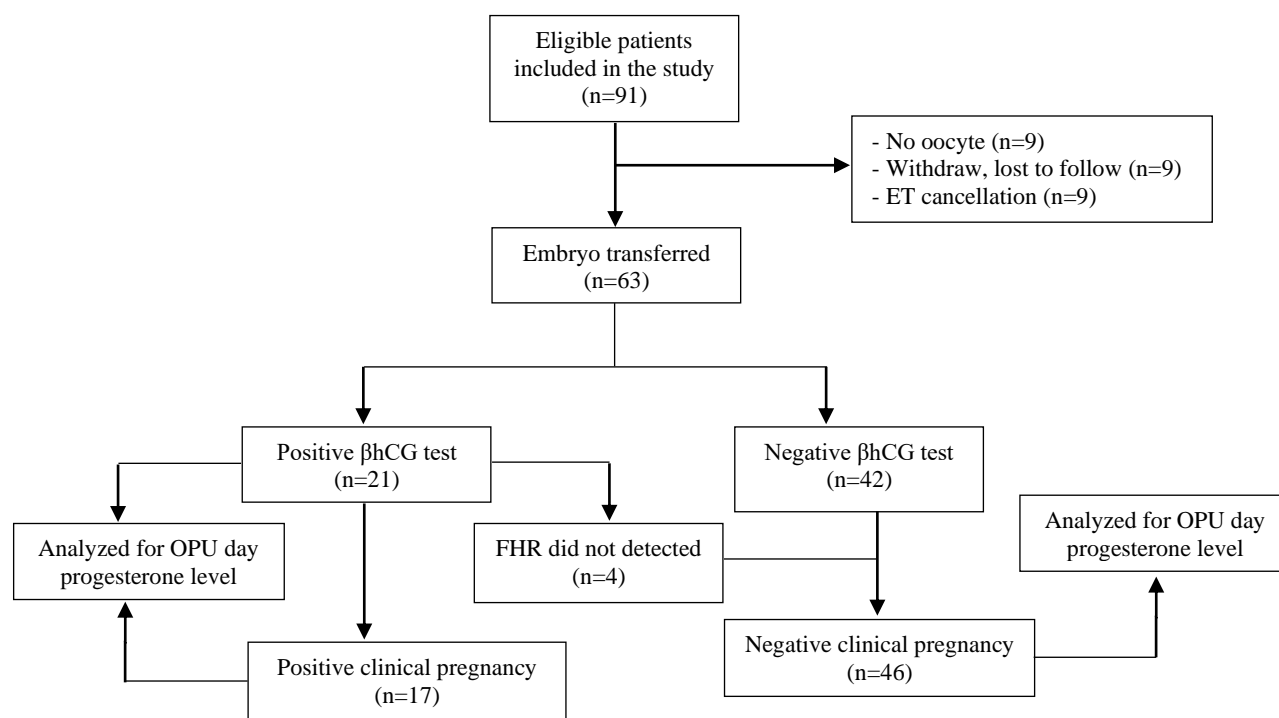 Eligible patients
included in the study
(n=91)
- No oocyte (n=9)
- Withdraw, lost to follow (n=9)
- ET cancellation (n=9)
Embryo transferred
(n=63)
Positive βhCG test
(n=21)
Negative βhCG test
(n=42)
Analyzed for OPU day
progesterone level
FHR did not detected
(n=4)
Analyzed for OPU day
progesterone level
Positive clinical pregnancy
(n=17)
Negative clinical pregnancy
(n=46)